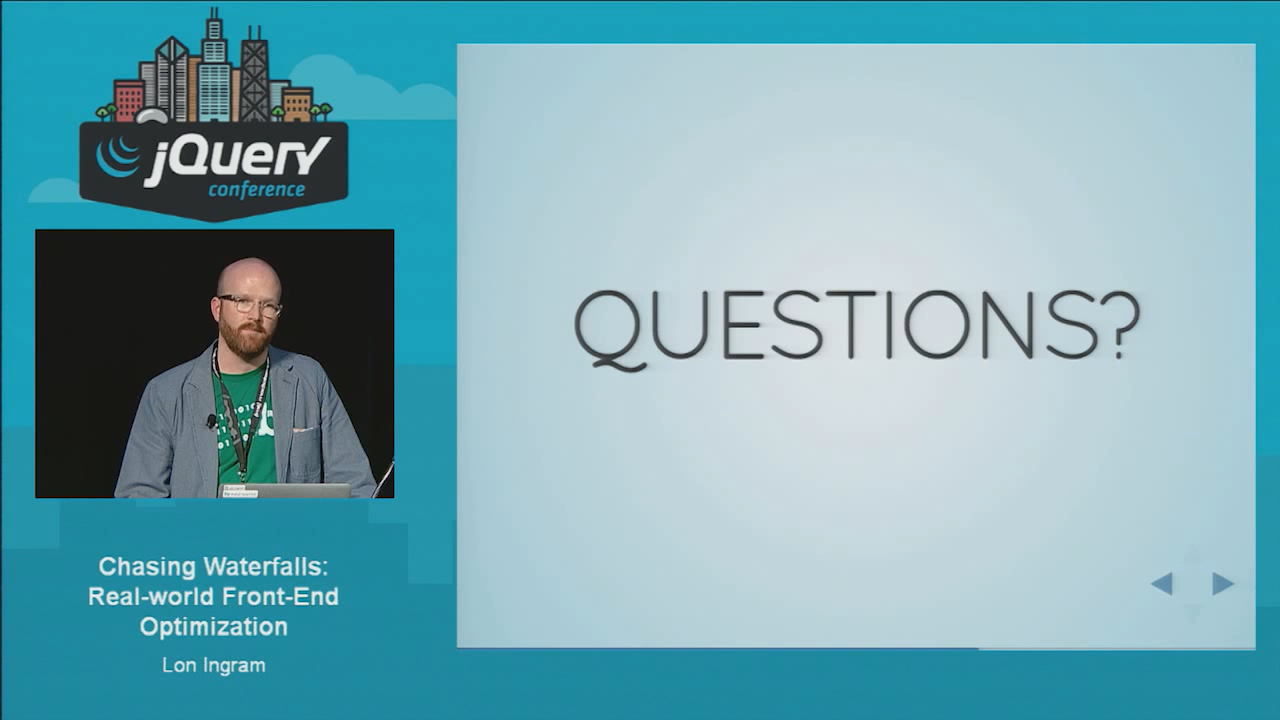 jQuery
conference
QUESTIONS?
Chasing Waterfalls:
Real-world Front-End
Optimization
Lon Ingram